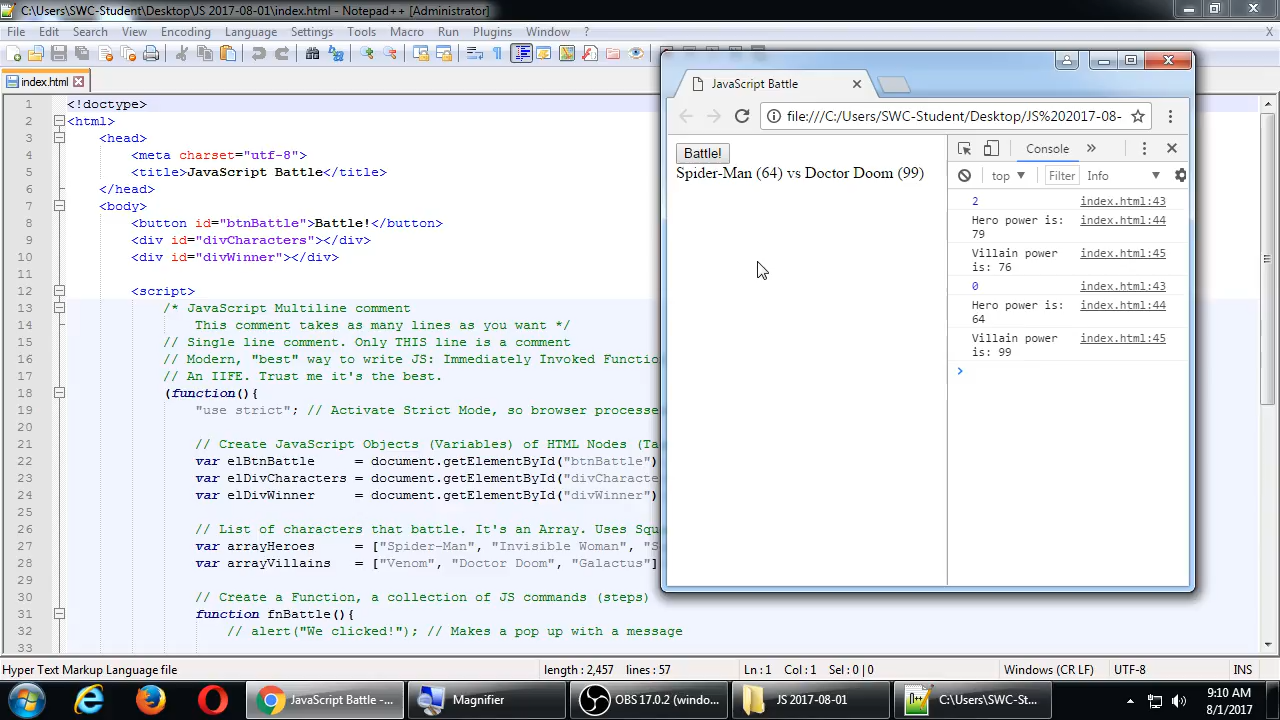 C:\Users\SWC-Student\Desktop\JS 2017-08-01\index.html - Notepad++ [Administrator]
File Edit Search View Encoding Language Settings Tools Macro Run Plugins Window ? X
index.html
1 <!doctype>
2 <html>
3 <head>
4 <meta charset="utf-8">
5 <title>JavaScript Battle</title>
6 </head>
7 <body>
8 <button id="btnBattle">Battle!</button>
9 <div id="divCharacters"></div>
10 <div id="divWinner"></div>
11
12 <script>
13 /* JavaScript Multiline comment
14 This comment takes as many lines as you want */
15 // Single line comment. Only THIS line is a comment
16 // Modern, "best" way to write JS: Immediately Invoked Functio
17 // An IIFE. Trust me it's the best.
18 (function(){
19 "use strict"; // Activate Strict Mode, so browser processe
20
21 // Create JavaScript Objects (Variables) of HTML Nodes (Ta
22 var elBtnBattle = document.getElementById("btnBattle")
23 var elDivCharacters = document.getElementById("divCharacte
24 var elDivWinner = document.getElementById("divWinner")
25
26 // List of characters that battle. It's an Array. Uses Squ
27 var arrayHeroes = ["Spider-Man", "Invisible Woman", "S
28 var arrayVillains = ["Venom", "Doctor Doom", "Galactus"]
29
30 // Create a Function, a collection of JS commands (steps)
31 function fnBattle(){
32 // alert("We clicked!"); // Makes a pop up with a message
33
JavaScript Battle
file:///C:/Users/SWC-Student/Desktop/JS%202017-08-
Battle!
Spider-Man (64) vs Doctor Doom (99)
Console »
top Filter Info
2 index.html:43
Hero power is: index.html:44
79
Villain power index.html:45
is: 76
0 index.html:43
Hero power is: index.html:44
64
Villain power index.html:45
is: 99
>
Hyper Text Markup Language file length : 2,457 lines : 57 Ln : 1 Col : 1 Sel : 0 | 0 Windows (CR LF) UTF-8 INS
JavaScript Battle -... Magnifier OBS 17.0.2 (windo... JS 2017-08-01 C:\Users\SWC-St... 9:10 AM
8/1/2017